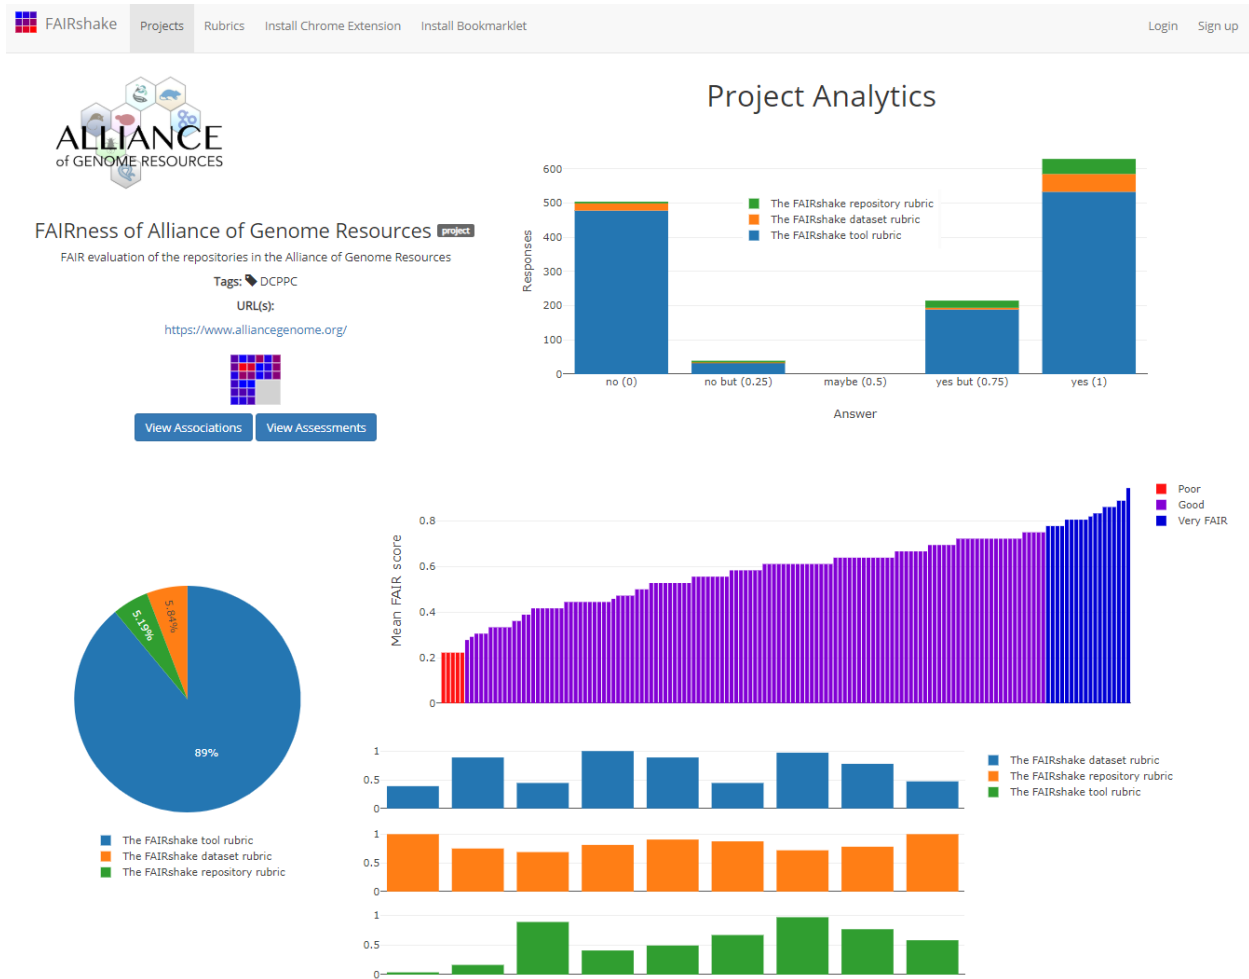 FAIRshake Projects Rubrics Install Chrome Extension Install Bookmarklet Login Sign up
ALLIANCE
of GENOME RESOURCES
FAIRness of Alliance of Genome Resources project
FAIR evaluation of the repositories in the Alliance of Genome Resources
Tags: DCPPC
URL(s):
https://www.alliancegenome.org/
View Associations View Assessments
Project Analytics
600
500
400
300
200
100
0
Responses
The FAIRshake repository rubric
The FAIRshake dataset rubric
The FAIRshake tool rubric
no (0) no but (0.25) maybe (0.5) yes but (0.75) yes (1)
Answer
0.8
0.6
0.4
0.2
0
Mean FAIR score
Poor
Good
Very FAIR
5.19%
5.84%
89%
The FAIRshake tool rubric
The FAIRshake dataset rubric
The FAIRshake repository rubric
1
0.5
0
1
0.5
0
1
0.5
0
The FAIRshake dataset rubric
The FAIRshake repository rubric
The FAIRshake tool rubric